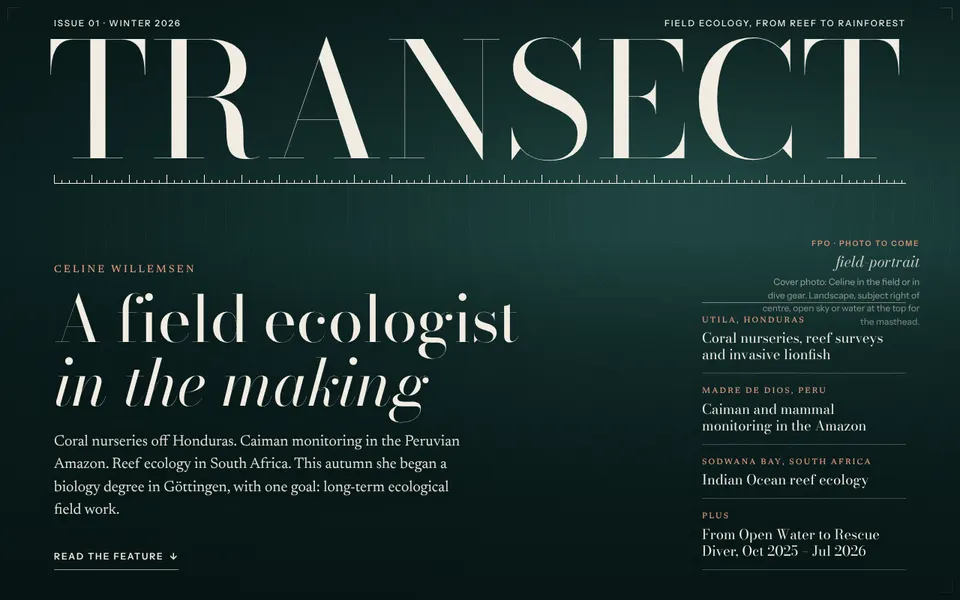 ISSUE 01 · WINTER 2026
FIELD ECOLOGY, FROM REEF TO RAINFOREST
TRANSECT
CELINE WILLEMSEN
A field ecologist
in the making
Coral nurseries off Honduras. Caiman monitoring in the Peruvian
Amazon. Reef ecology in South Africa. This autumn she began a
biology degree in Göttingen, with one goal: long-term ecological
field work.
READ THE FEATURE ↓
FPO · PHOTO TO COME
field-portrait
Cover photo: Celine in the field or in
dive gear. Landscape, subject right of
centre, open sky or water at the top for
the masthead.
UTILA, HONDURAS
Coral nurseries, reef surveys
and invasive lionfish
MADRE DE DIOS, PERU
Caiman and mammal
monitoring in the Amazon
SODWANA BAY, SOUTH AFRICA
Indian Ocean reef ecology
PLUS
From Open Water to Rescue
Diver, Oct 2025 – Jul 2026